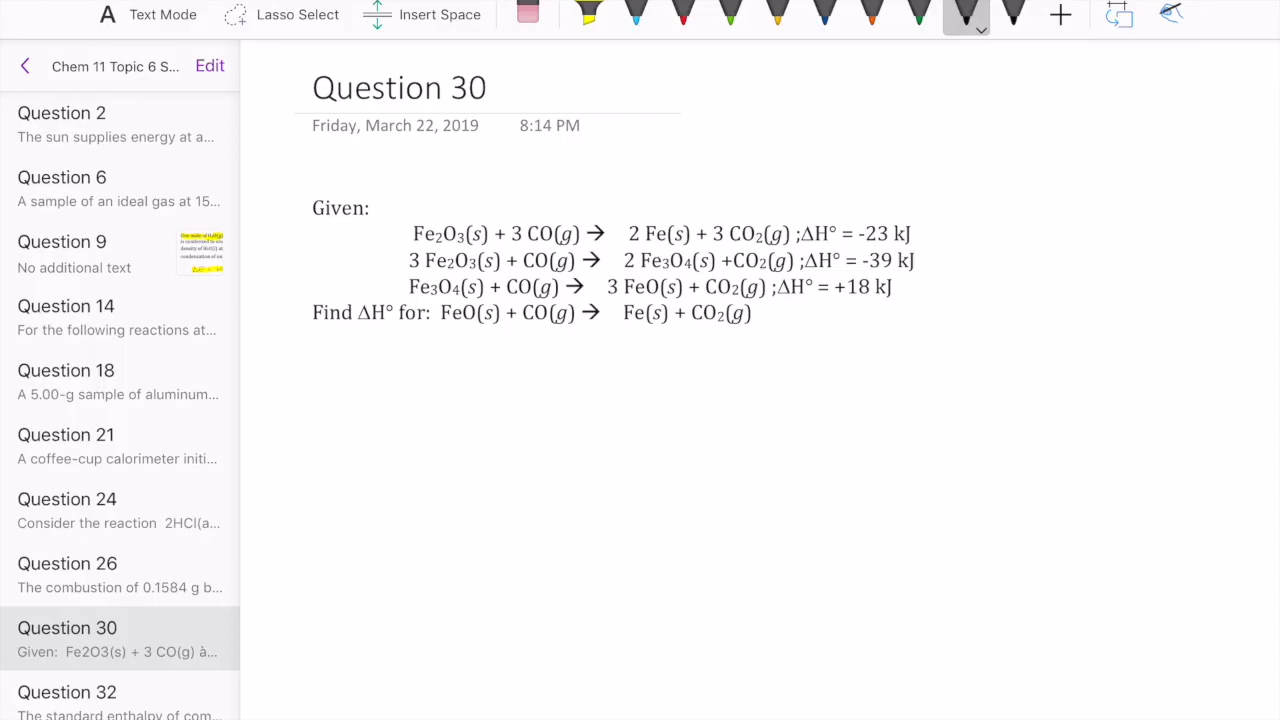 A Text Mode Lasso Select Insert Space
Chem 11 Topic 6 S... Edit
Question 2
The sun supplies energy at a...
Question 6
A sample of an ideal gas at 15...
Question 9
No additional text
Question 14
For the following reactions at...
Question 18
A 5.00-g sample of aluminum...
Question 21
A coffee-cup calorimeter initi...
Question 24
Consider the reaction 2HCl(a...
Question 26
The combustion of 0.1584 g b...
Question 30
Given: Fe2O3(s) + 3 CO(g) à...
Question 32
The standard enthalpy of com...
Question 30
Friday, March 22, 2019 8:14 PM
Given:
Fe₂O₃(s) + 3 CO(g) → 2 Fe(s) + 3 CO₂(g) ;ΔH° = -23 kJ
3 Fe₂O₃(s) + CO(g) → 2 Fe₃O₄(s) +CO₂(g) ;ΔH° = -39 kJ
Fe₃O₄(s) + CO(g) → 3 FeO(s) + CO₂(g) ;ΔH° = +18 kJ
Find ΔH° for: FeO(s) + CO(g) → Fe(s) + CO₂(g)